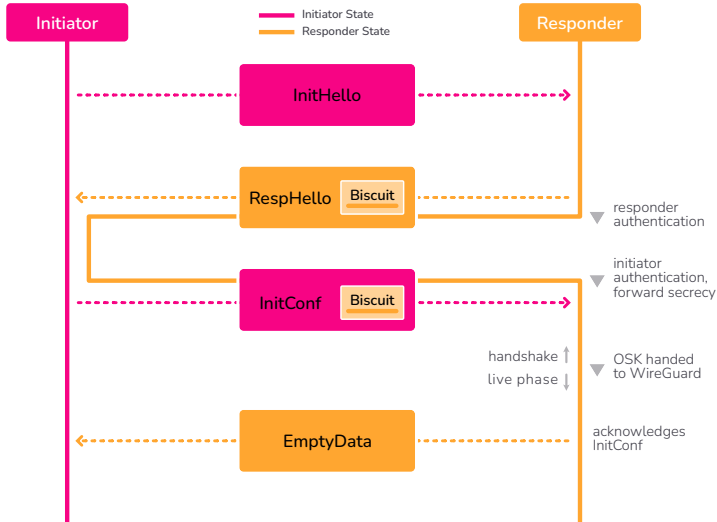 Initiator
Initiator State
Responder State
Responder
InitHello
RespHello
Biscuit
responder
authentication
initiator
authentication,
forward secrecy
InitConf
Biscuit
handshake
live phase
OSK handed
to WireGuard
EmptyData
acknowledges
InitConf